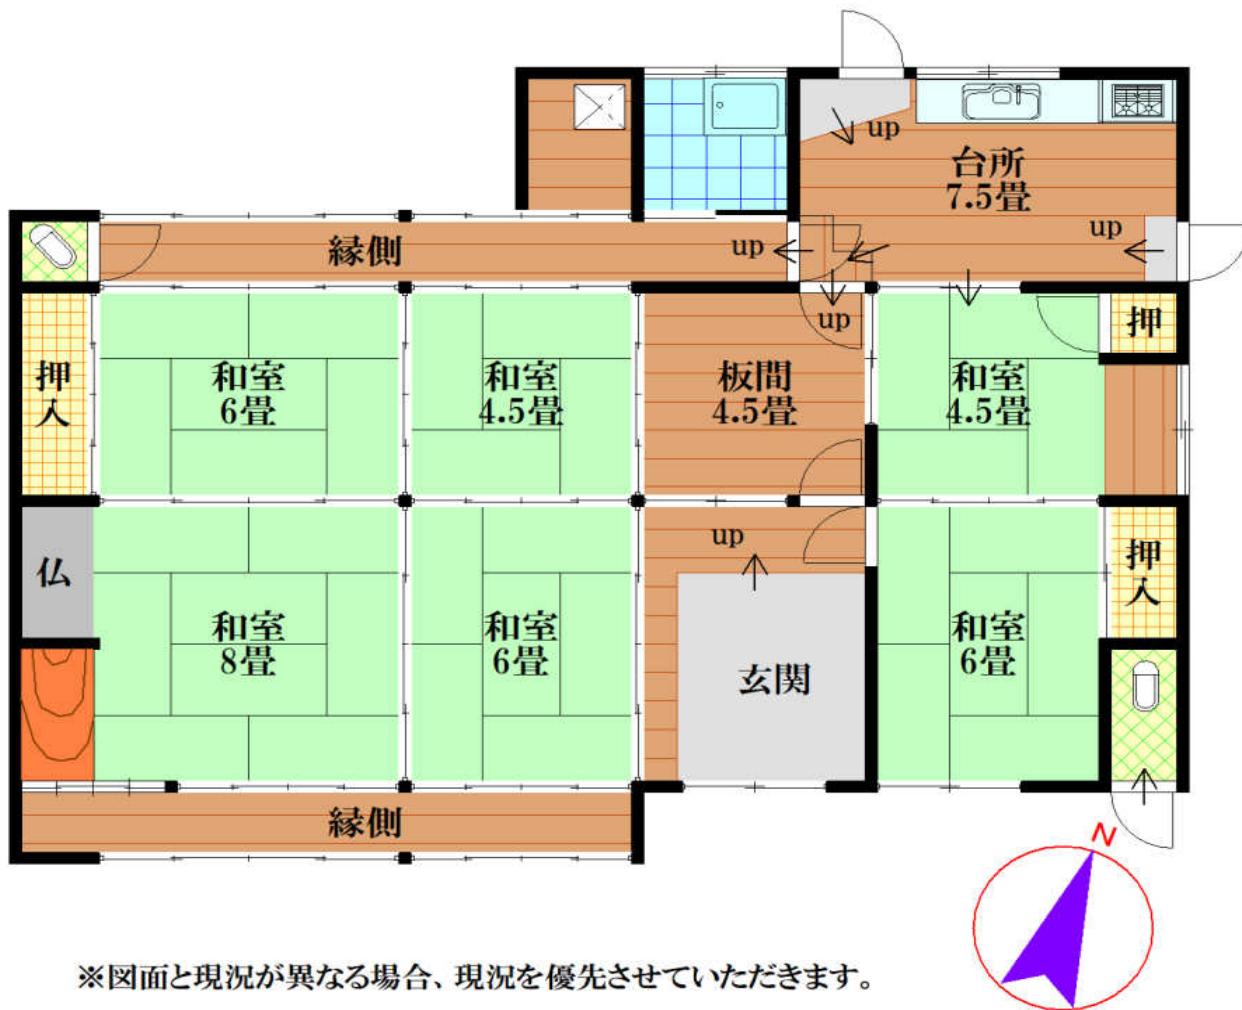 up
台所
7.5畳
up
up
縁側
up
押
入
和室
6畳
和室
4.5畳
板間
4.5畳
和室
4.5畳
押
仏
和室
8畳
和室
6畳
up
玄関
和室
6畳
押
入
縁側
N
※図面と現況が異なる場合、現況を優先させていただきます。